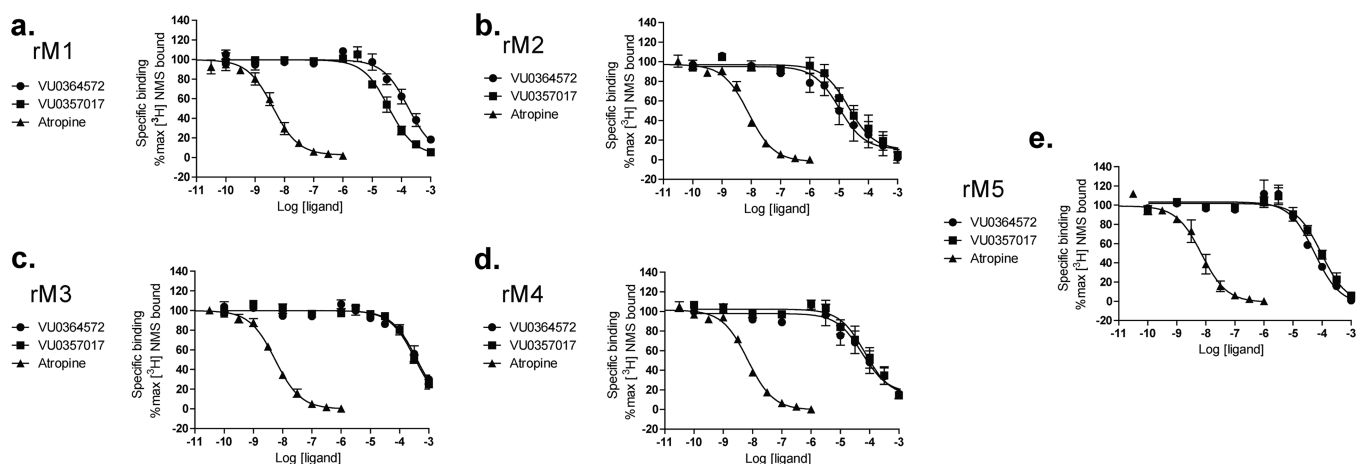 a.
rM1
VU0364572
VU0357017
Atropine
Specific binding
%max [³H] NMS bound
140
120
100
80
60
40
20
0
-20
-11 -10 -9 -8 -7 -6 -5 -4 -3
Log [ligand]
b.
rM2
VU0364572
VU0357017
Atropine
Specific binding
%max [³H] NMS bound
140
120
100
80
60
40
20
0
-20
-11 -10 -9 -8 -7 -6 -5 -4 -3
Log [ligand]
c.
rM3
VU0364572
VU0357017
Atropine
Specific binding
%max [³H] NMS bound
140
120
100
80
60
40
20
0
-20
-11 -10 -9 -8 -7 -6 -5 -4 -3
Log [ligand]
d.
rM4
VU0364572
VU0357017
Atropine
Specific binding
%max [³H] NMS bound
140
120
100
80
60
40
20
0
-20
-11 -10 -9 -8 -7 -6 -5 -4 -3
Log [ligand]
e.
rM5
VU0364572
VU0357017
Atropine
Specific binding
%max [³H] NMS bound
140
120
100
80
60
40
20
0
-20
-11 -10 -9 -8 -7 -6 -5 -4 -3
Log [ligand]